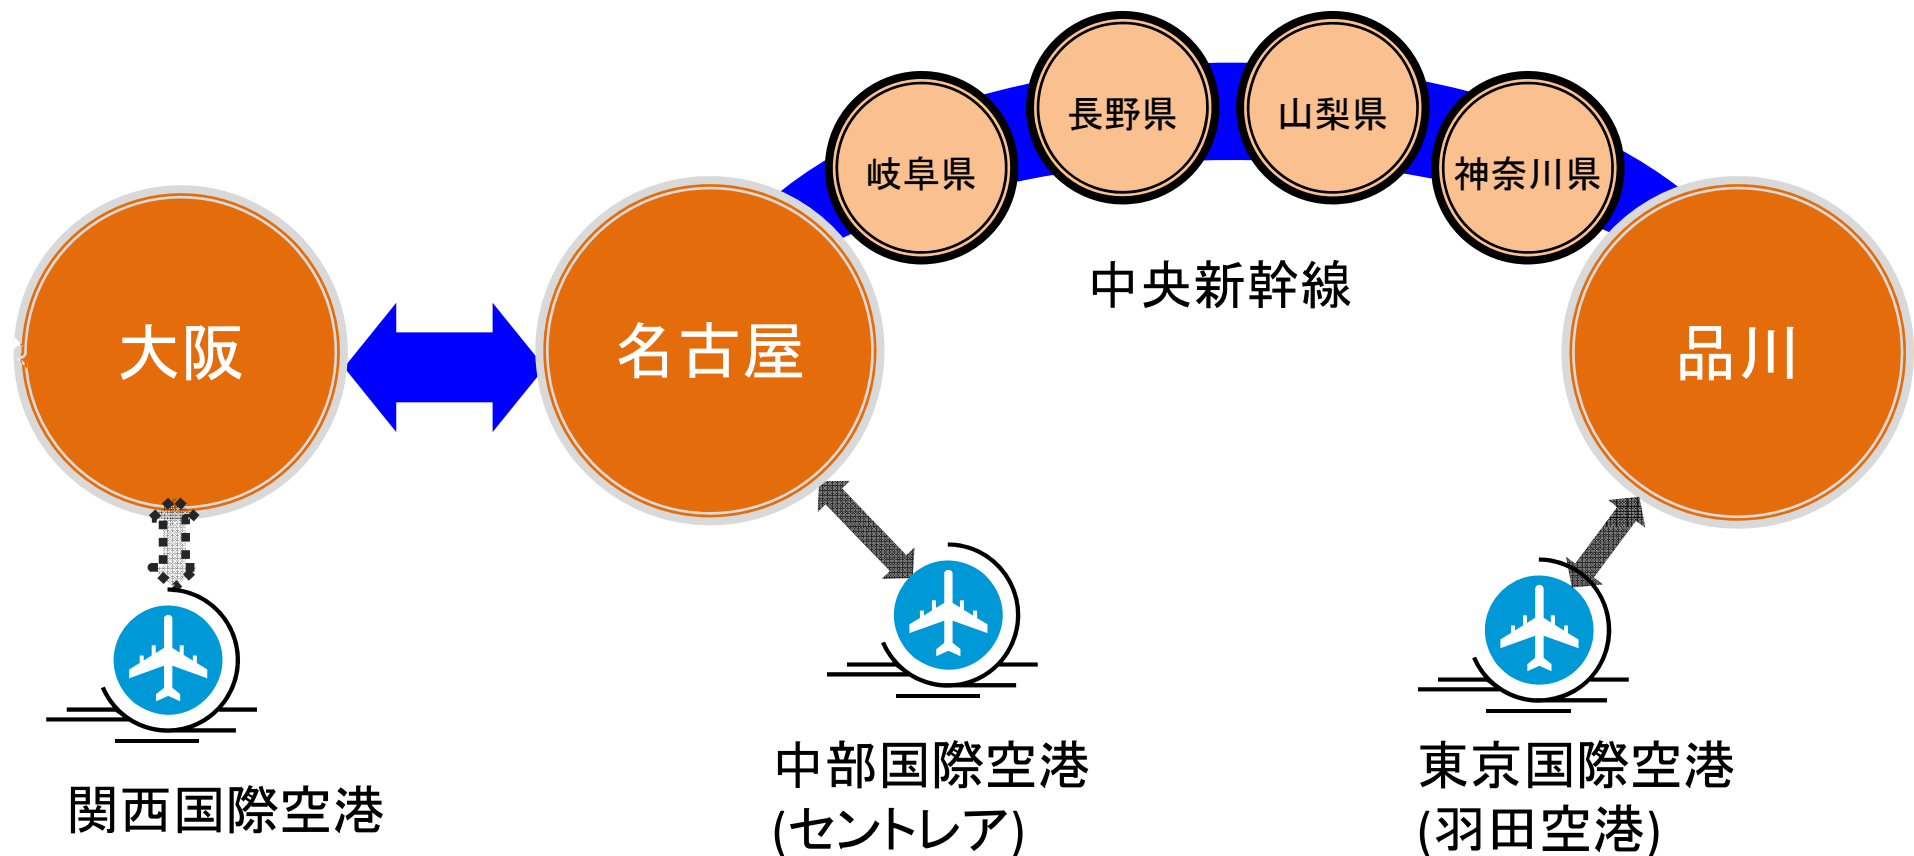 長野県
山梨県
岐阜県
神奈川県
中央新幹線
大阪
名古屋
品川
関西国際空港
中部国際空港
(セントレア)
東京国際空港
(羽田空港)